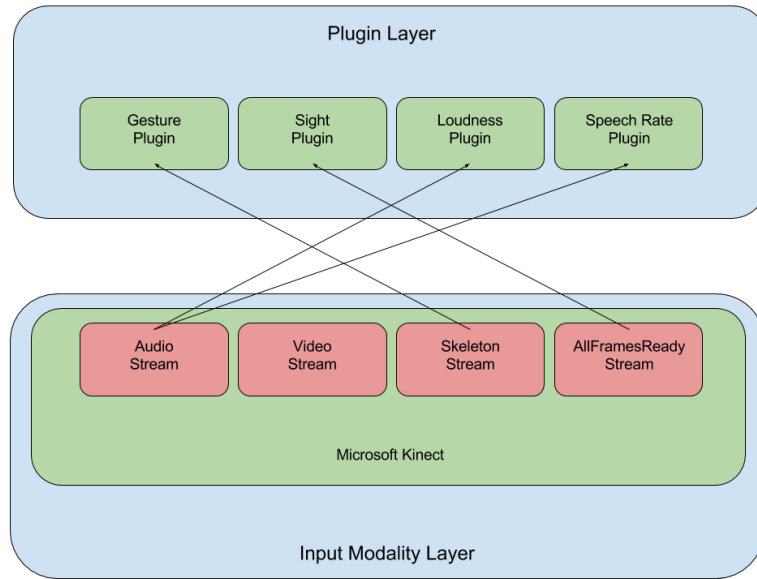 Plugin Layer
Gesture
Plugin
Sight
Plugin
Loudness
Plugin
Speech Rate
Plugin
Audio
Stream
Video
Stream
Skeleton
Stream
AllFramesReady
Stream
Microsoft Kinect
Input Modality Layer